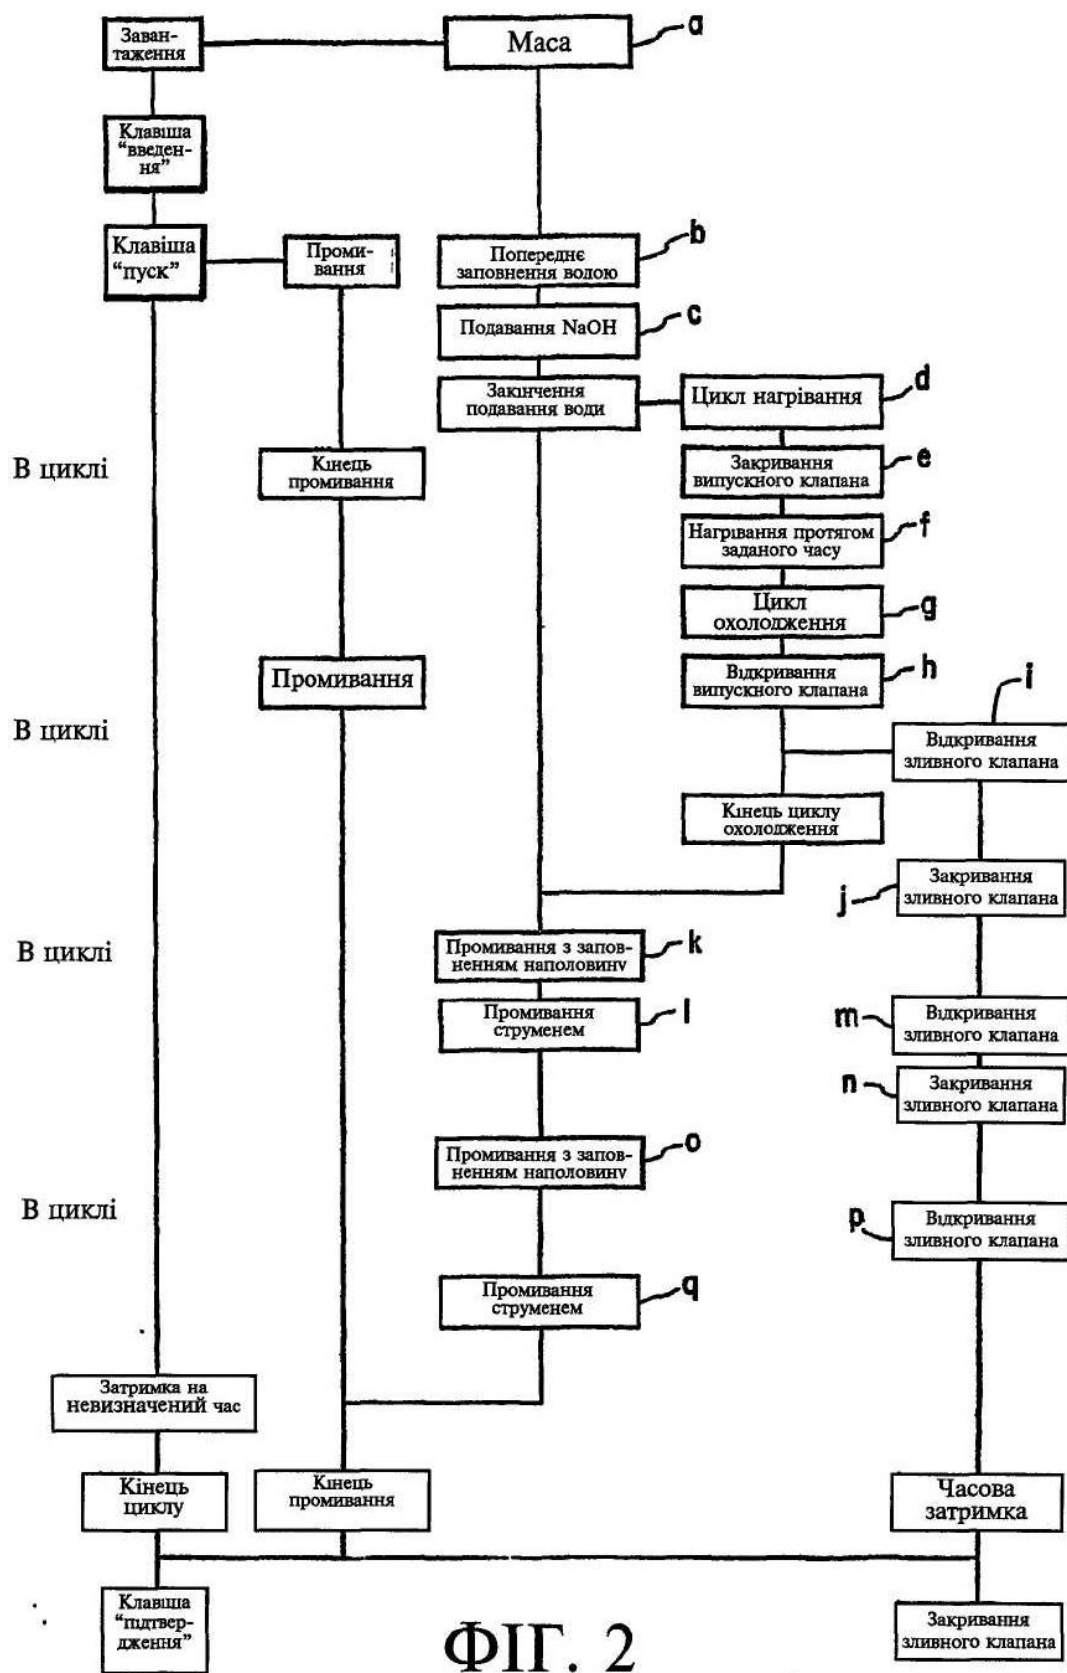 Заван-
таження
Маса
a
Клавіша
“введен-
ня”
Клавіша
“пуск”
Проми-
вання
Попереднє
заповнення водою
b
Подавання NaOH
c
Закінчення
подавання води
Цикл нагрівання
d
В циклі
Кінець
промивання
Закривання
випускного клапана
e
Нагрівання протягом
заданого часу
f
Цикл
охолодження
g
Промивання
Відкривання
випускного клапана
h
i
В циклі
Відкривання
зливного клапана
Кінець циклу
охолодження
j
Закривання
зливного клапана
В циклі
Промивання з запов-
ненням наполовину
k
Промивання
струменем
l
m
Відкривання
зливного клапана
n
Закривання
зливного клапана
Промивання з запов-
ненням наполовину
o
В циклі
p
Відкривання
зливного клапана
Промивання
струменем
q
Затримка на
невизначений час
Кінець
циклу
Кінець
промивання
Часова
затримка
Клавіша
“підтвер-
дження”
Закривання
зливного клапана
ФІГ. 2